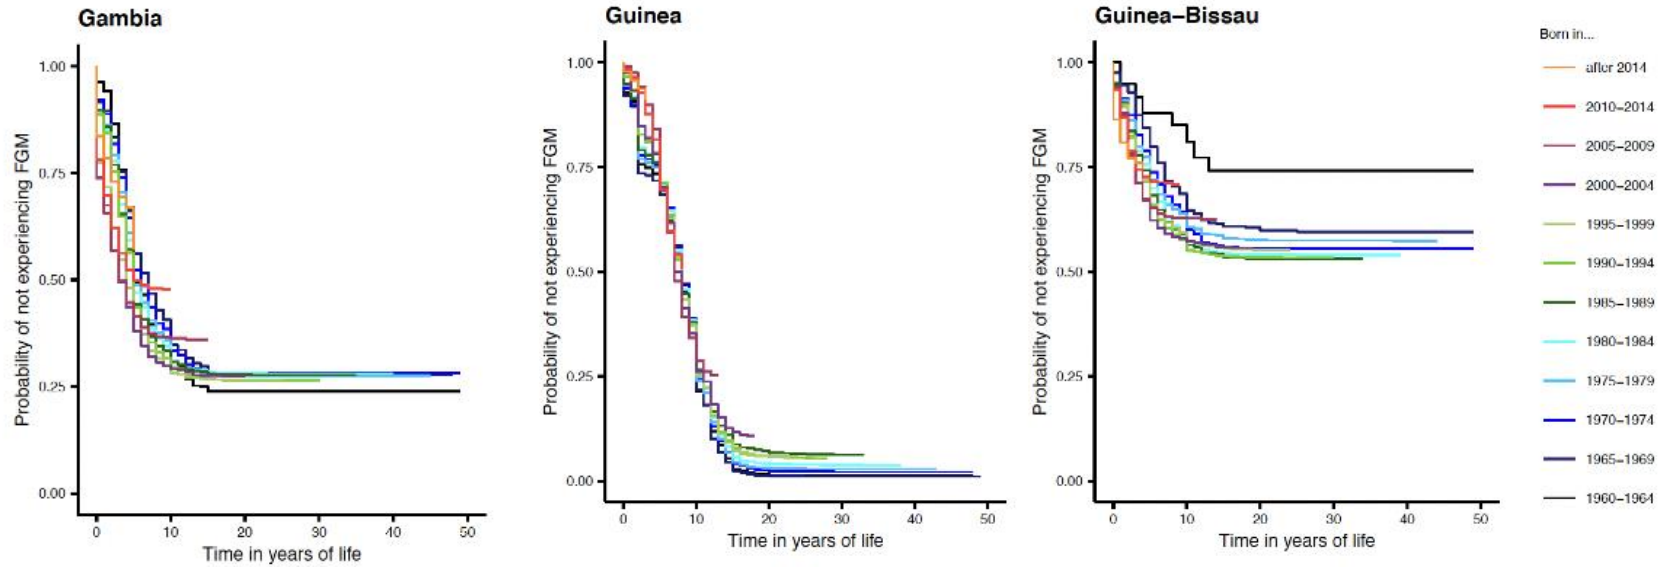 Gambia
Probability of not experiencing FGM
1.00
0.75
0.50
0.25
0.00
0 10 20 30 40 50
Time in years of life
Guinea
Probability of not experiencing FGM
1.00
0.75
0.50
0.25
0.00
0 10 20 30 40 50
Time in years of life
Guinea–Bissau
Probability of not experiencing FGM
1.00
0.75
0.50
0.25
0.00
0 10 20 30 40 50
Time in years of life
Born in...
after 2014
2010–2014
2005–2009
2000–2004
1995–1999
1990–1994
1985–1989
1980–1984
1975–1979
1970–1974
1965–1969
1960–1964